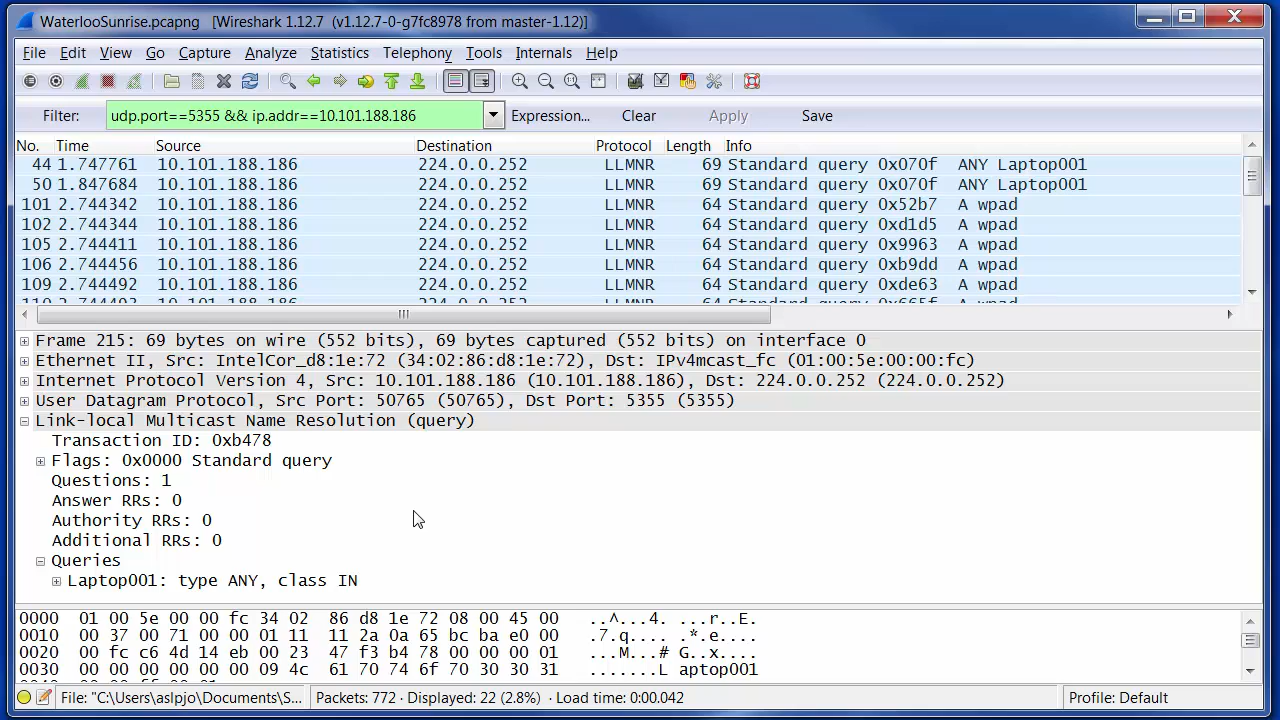 WaterlooSunrise.pcapng   [Wireshark 1.12.7  (v1.12.7-0-g7fc8978 from master-1.12)]
File Edit View Go Capture Analyze Statistics Telephony Tools Internals Help
Filter: udp.port==5355 && ip.addr==10.101.188.186 Expression... Clear Apply Save
No. Time Source Destination Protocol Length Info
44 1.747761 10.101.188.186 224.0.0.252 LLMNR 69 Standard query 0x070f  ANY Laptop001
50 1.847684 10.101.188.186 224.0.0.252 LLMNR 69 Standard query 0x070f  ANY Laptop001
101 2.744342 10.101.188.186 224.0.0.252 LLMNR 64 Standard query 0x52b7  A wpad
102 2.744344 10.101.188.186 224.0.0.252 LLMNR 64 Standard query 0xd1d5  A wpad
105 2.744411 10.101.188.186 224.0.0.252 LLMNR 64 Standard query 0x9963  A wpad
106 2.744456 10.101.188.186 224.0.0.252 LLMNR 64 Standard query 0xb9dd  A wpad
109 2.744492 10.101.188.186 224.0.0.252 LLMNR 64 Standard query 0xde63  A wpad
110 2.744493 10.101.188.186 224.0.0.252 LLMNR 64 Standard query 0x665f  A wpad
Frame 215: 69 bytes on wire (552 bits), 69 bytes captured (552 bits) on interface 0
Ethernet II, Src: IntelCor_d8:1e:72 (34:02:86:d8:1e:72), Dst: IPv4mcast_fc (01:00:5e:00:00:fc)
Internet Protocol Version 4, Src: 10.101.188.186 (10.101.188.186), Dst: 224.0.0.252 (224.0.0.252)
User Datagram Protocol, Src Port: 50765 (50765), Dst Port: 5355 (5355)
Link-local Multicast Name Resolution (query)
Transaction ID: 0xb478
Flags: 0x0000 Standard query
Questions: 1
Answer RRs: 0
Authority RRs: 0
Additional RRs: 0
Queries
Laptop001: type ANY, class IN
0000  01 00 5e 00 00 fc 34 02  86 d8 1e 72 08 00 45 00   ..^...4. ...r..E.
0010  00 37 00 71 00 00 01 11  11 2a 0a 65 bc ba e0 00   .7.q.... .*.e....
0020  00 fc c6 4d 14 eb 00 23  47 f3 b4 78 00 00 00 01   ...M...# G..x....
0030  00 00 00 00 00 00 09 4c  61 70 74 6f 70 30 30 31   .......L aptop001
File: "C:\Users\aslpjo\Documents\S... Packets: 772 · Displayed: 22 (2.8%) · Load time: 0:00.042 Profile: Default